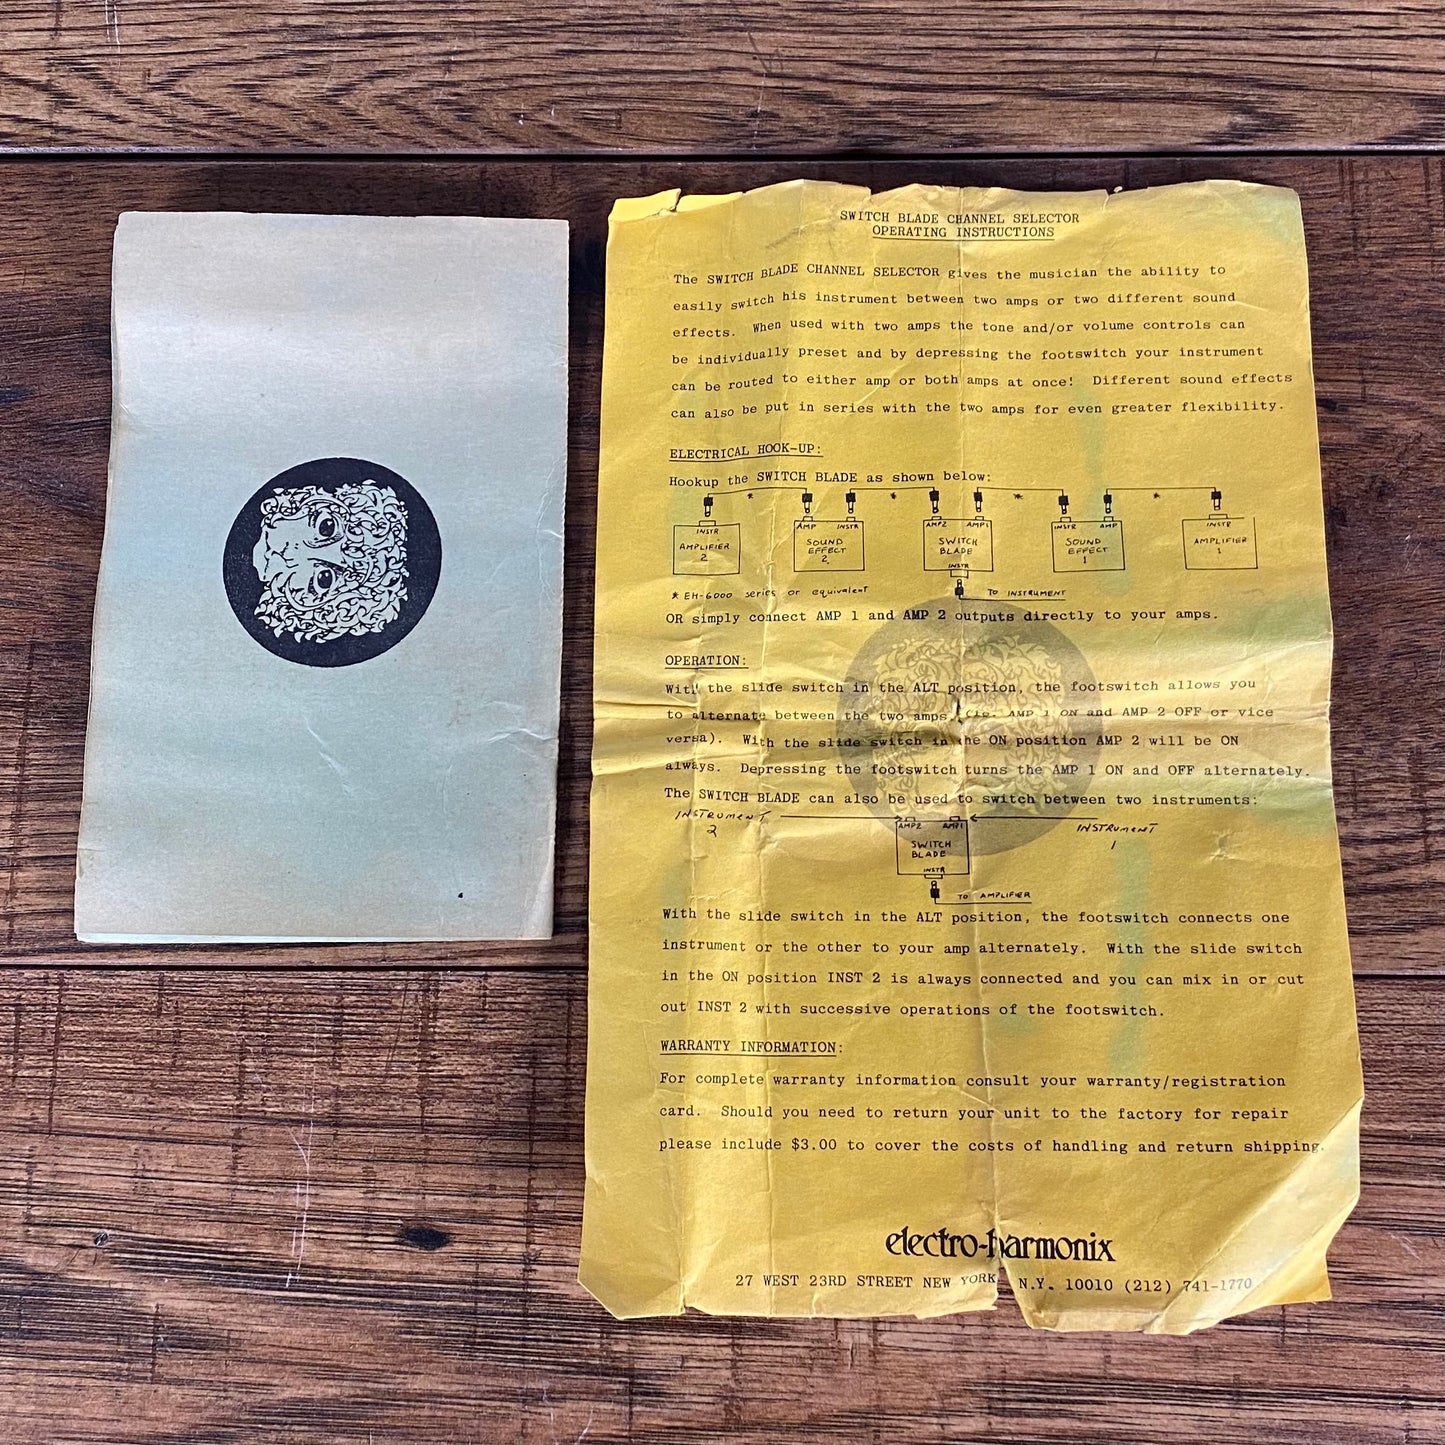 SWITCH BLADE CHANNEL SELECTOR
OPERATING INSTRUCTIONS
The SWITCH BLADE CHANNEL SELECTOR gives the musician the ability to
easily switch his instrument between two amps or two different sound
effects. When used with two amps the tone and/or volume controls can
be individually preset and by depressing the footswitch your instrument
can be routed to either amp or both amps at once! Different sound effects
can also be put in series with the two amps for even greater flexibility.
ELECTRICAL HOOK-UP:
Hookup the SWITCH BLADE as shown below:
* * * *
INSTR AMP INSTR AMP2 AMP1 INSTR AMP INSTR
AMPLIFIER SOUND SWITCH SOUND AMPLIFIER
2 EFFECT BLADE EFFECT 1
2 1
INSTR
* EH-6000 series or equivalent TO INSTRUMENT
OR simply connect AMP 1 and AMP 2 outputs directly to your amps.
OPERATION:
With the slide switch in the ALT position, the footswitch allows you
to alternate between the two amps (ie. AMP 1 ON and AMP 2 OFF or vice
versa). With the slide switch in the ON position AMP 2 will be ON
always. Depressing the footswitch turns the AMP 1 ON and OFF alternately.
The SWITCH BLADE can also be used to switch between two instruments:
INSTRUMENT 2 AMP2 AMP1 INSTRUMENT 1
SWITCH
BLADE
INSTR
TO AMPLIFIER
With the slide switch in the ALT position, the footswitch connects one
instrument or the other to your amp alternately. With the slide switch
in the ON position INST 2 is always connected and you can mix in or cut
out INST 2 with successive operations of the footswitch.
WARRANTY INFORMATION:
For complete warranty information consult your warranty/registration
card. Should you need to return your unit to the factory for repair
please include $3.00 to cover the costs of handling and return shipping.
electro-harmonix
27 WEST 23RD STREET NEW YORK N.Y. 10010 (212) 741-1770